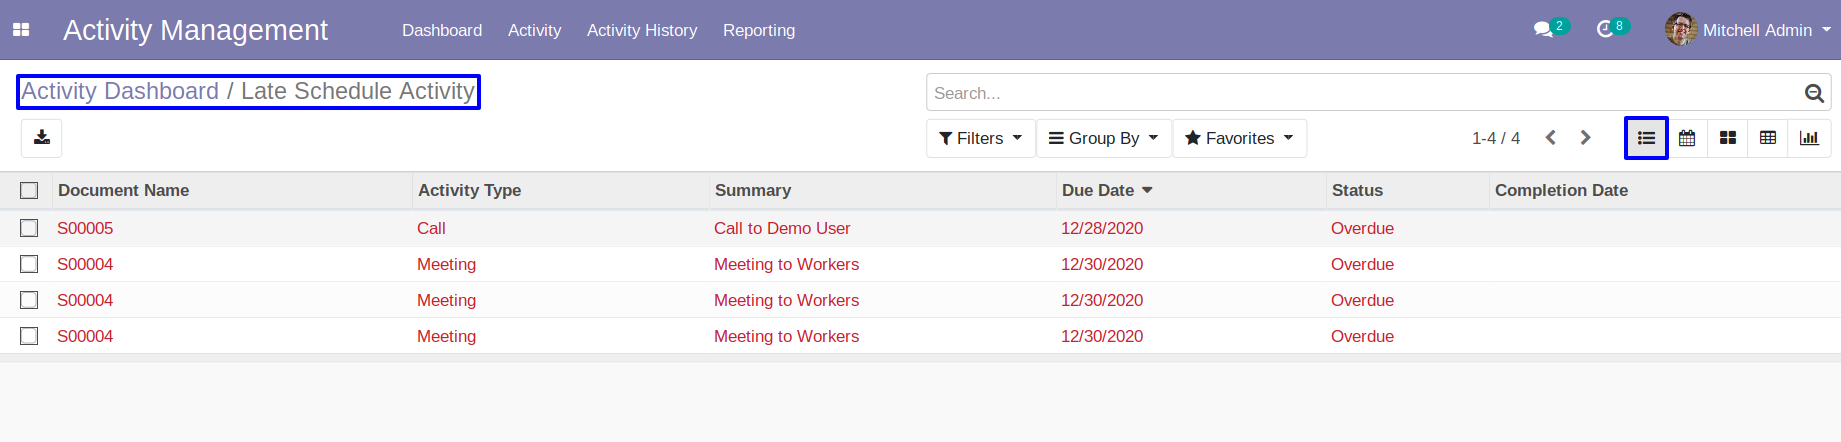 Activity Management Dashboard Activity Activity History Reporting 2 8 Mitchell Admin
Activity Dashboard / Late Schedule Activity
Search...
Filters Group By Favorites 1-4 / 4
Document Name Activity Type Summary Due Date Status Completion Date
S00005 Call Call to Demo User 12/28/2020 Overdue
S00004 Meeting Meeting to Workers 12/30/2020 Overdue
S00004 Meeting Meeting to Workers 12/30/2020 Overdue
S00004 Meeting Meeting to Workers 12/30/2020 Overdue